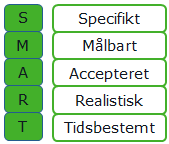 S Specifikt
M Målbart
A Accepteret
R Realistisk
T Tidsbestemt